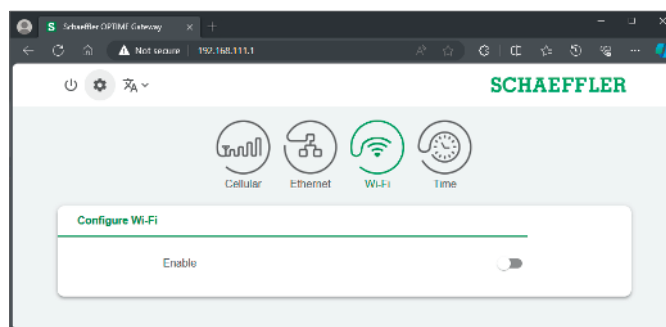 Schaeffler OPTIME Gateway
Not secure 192.168.111.1
SCHAEFFLER
Cellular Ethernet Wi-Fi Time
Configure Wi-Fi
Enable